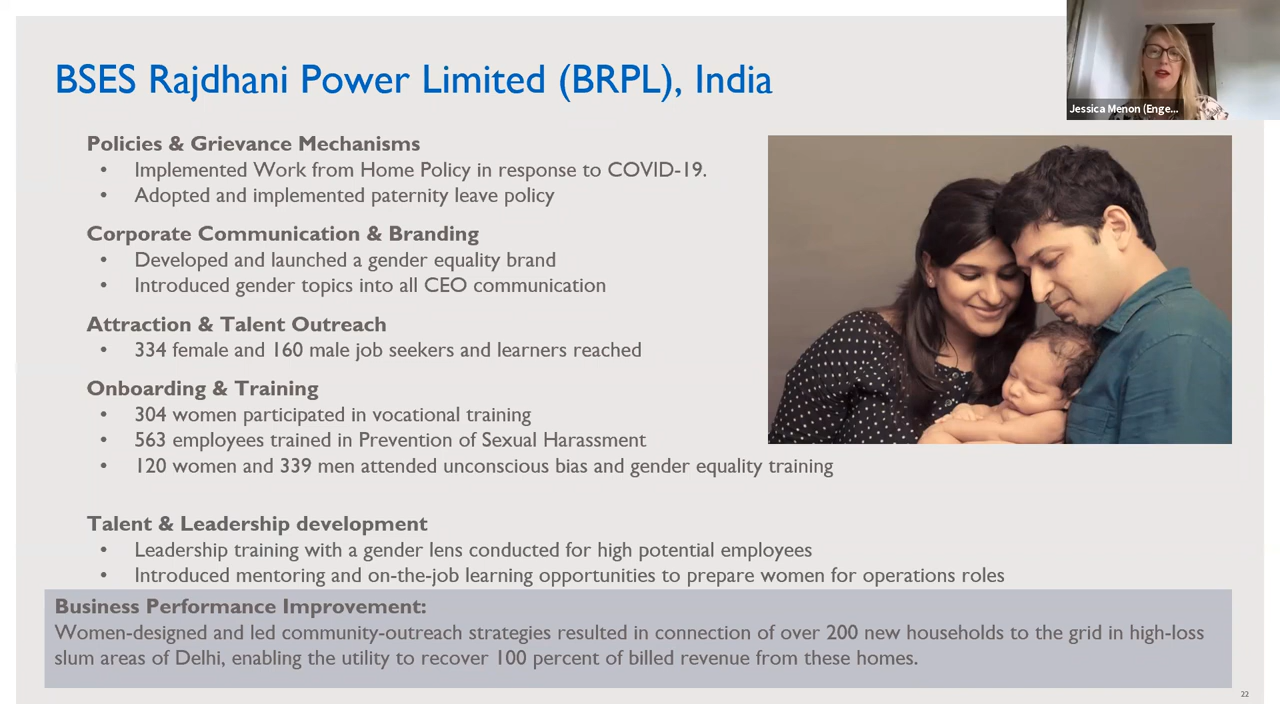 BSES Rajdhani Power Limited (BRPL), India
Jessica Menon (Enge...
Policies & Grievance Mechanisms
• Implemented Work from Home Policy in response to COVID-19.
• Adopted and implemented paternity leave policy
Corporate Communication & Branding
• Developed and launched a gender equality brand
• Introduced gender topics into all CEO communication
Attraction & Talent Outreach
• 334 female and 160 male job seekers and learners reached
Onboarding & Training
• 304 women participated in vocational training
• 563 employees trained in Prevention of Sexual Harassment
• 120 women and 339 men attended unconscious bias and gender equality training
Talent & Leadership development
• Leadership training with a gender lens conducted for high potential employees
• Introduced mentoring and on-the-job learning opportunities to prepare women for operations roles
Business Performance Improvement:
Women-designed and led community-outreach strategies resulted in connection of over 200 new households to the grid in high-loss
slum areas of Delhi, enabling the utility to recover 100 percent of billed revenue from these homes.
22